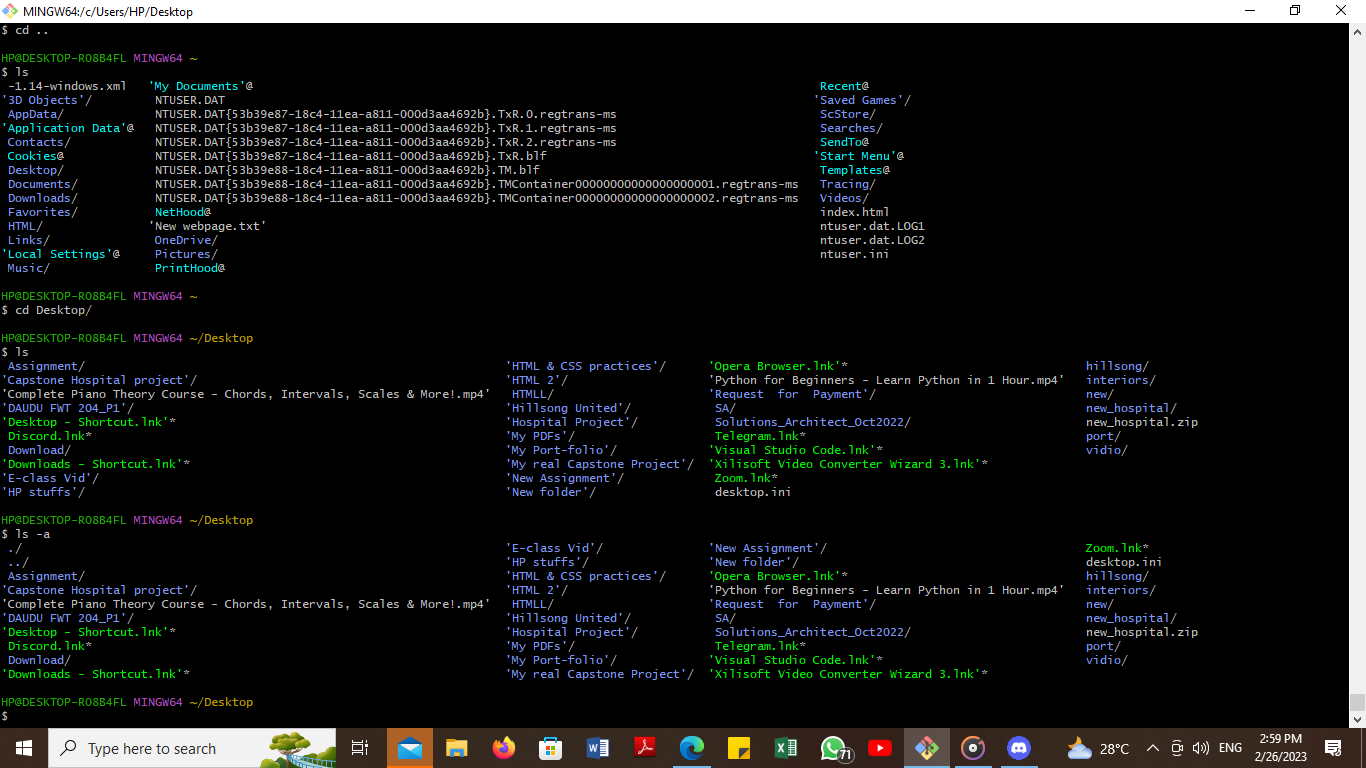 MINGW64:/c/Users/HP/Desktop
$ cd ..
HP@DESKTOP-RO8B4FL MINGW64 ~
$ ls
-1.14-windows.xml 'My Documents'@ Recent@
'3D Objects'/ NTUSER.DAT 'Saved Games'/
AppData/ NTUSER.DAT{53b39e87-18c4-11ea-a811-000d3aa4692b}.TxR.0.regtrans-ms ScStore/
'Application Data'@ NTUSER.DAT{53b39e87-18c4-11ea-a811-000d3aa4692b}.TxR.1.regtrans-ms Searches/
Contacts/ NTUSER.DAT{53b39e87-18c4-11ea-a811-000d3aa4692b}.TxR.2.regtrans-ms SendTo@
Cookies@ NTUSER.DAT{53b39e87-18c4-11ea-a811-000d3aa4692b}.TxR.blf 'Start Menu'@
Desktop/ NTUSER.DAT{53b39e88-18c4-11ea-a811-000d3aa4692b}.TM.blf Templates@
Documents/ NTUSER.DAT{53b39e88-18c4-11ea-a811-000d3aa4692b}.TMContainer00000000000000000001.regtrans-ms Tracing/
Downloads/ NTUSER.DAT{53b39e88-18c4-11ea-a811-000d3aa4692b}.TMContainer00000000000000000002.regtrans-ms Videos/
Favorites/ NetHood@ index.html
HTML/ 'New webpage.txt' ntuser.dat.LOG1
Links/ OneDrive/ ntuser.dat.LOG2
'Local Settings'@ Pictures/ ntuser.ini
Music/ PrintHood@
HP@DESKTOP-RO8B4FL MINGW64 ~
$ cd Desktop/
HP@DESKTOP-RO8B4FL MINGW64 ~/Desktop
$ ls
Assignment/ 'HTML & CSS practices'/ 'Opera Browser.lnk'* hillsong/
'Capstone Hospital project'/ 'HTML 2'/ 'Python for Beginners - Learn Python in 1 Hour.mp4' interiors/
'Complete Piano Theory Course - Chords, Intervals, Scales & More!.mp4' HTMLL/ 'Request  for  Payment'/ new/
'DAUDU FWT 204_P1'/ 'Hillsong United'/ SA/ new_hospital/
'Desktop - Shortcut.lnk'* 'Hospital Project'/ Solutions_Architect_Oct2022/ new_hospital.zip
Discord.lnk* 'My PDFs'/ Telegram.lnk* port/
Download/ 'My Port-folio'/ 'Visual Studio Code.lnk'* vidio/
'Downloads - Shortcut.lnk'* 'My real Capstone Project'/ 'Xilisoft Video Converter Wizard 3.lnk'*
'E-class Vid'/ 'New Assignment'/ Zoom.lnk*
'HP stuffs'/ 'New folder'/ desktop.ini
HP@DESKTOP-RO8B4FL MINGW64 ~/Desktop
$ ls -a
./ 'E-class Vid'/ 'New Assignment'/ Zoom.lnk*
../ 'HP stuffs'/ 'New folder'/ desktop.ini
Assignment/ 'HTML & CSS practices'/ 'Opera Browser.lnk'* hillsong/
'Capstone Hospital project'/ 'HTML 2'/ 'Python for Beginners - Learn Python in 1 Hour.mp4' interiors/
'Complete Piano Theory Course - Chords, Intervals, Scales & More!.mp4' HTMLL/ 'Request  for  Payment'/ new/
'DAUDU FWT 204_P1'/ 'Hillsong United'/ SA/ new_hospital/
'Desktop - Shortcut.lnk'* 'Hospital Project'/ Solutions_Architect_Oct2022/ new_hospital.zip
Discord.lnk* 'My PDFs'/ Telegram.lnk* port/
Download/ 'My Port-folio'/ 'Visual Studio Code.lnk'* vidio/
'Downloads - Shortcut.lnk'* 'My real Capstone Project'/ 'Xilisoft Video Converter Wizard 3.lnk'*
HP@DESKTOP-RO8B4FL MINGW64 ~/Desktop
$
Type here to search 71 28°C ENG 2:59 PM
2/26/2023